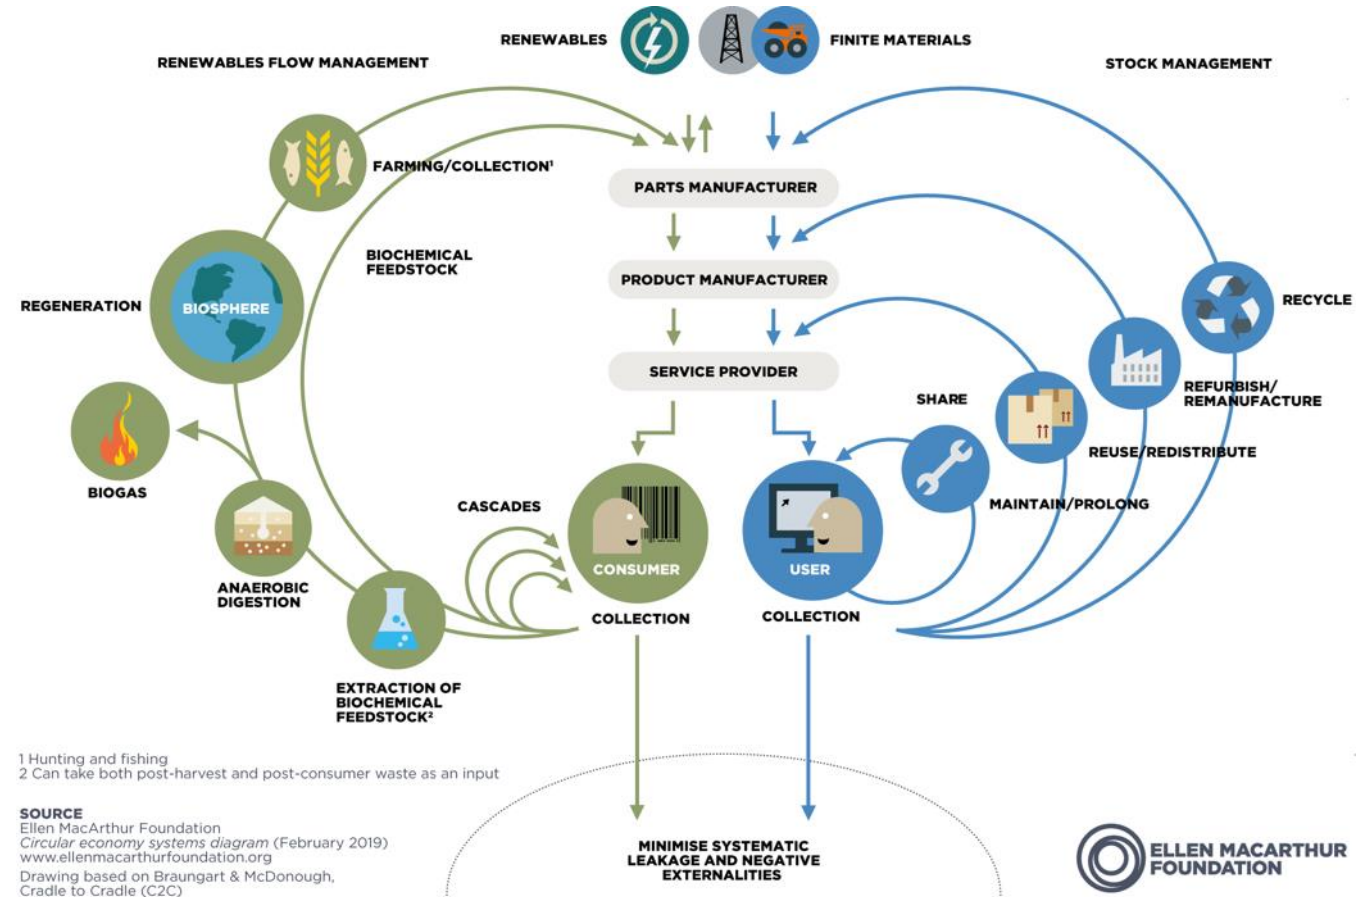 RENEWABLES
FINITE MATERIALS
RENEWABLES FLOW MANAGEMENT
STOCK MANAGEMENT
FARMING/COLLECTION¹
PARTS MANUFACTURER
BIOCHEMICAL
FEEDSTOCK
PRODUCT MANUFACTURER
REGENERATION
BIOSPHERE
RECYCLE
SERVICE PROVIDER
SHARE
REFURBISH/
REMANUFACTURE
REUSE/REDISTRIBUTE
BIOGAS
CASCADES
MAINTAIN/PROLONG
CONSUMER
USER
ANAEROBIC
DIGESTION
COLLECTION
COLLECTION
EXTRACTION OF
BIOCHEMICAL
FEEDSTOCK²
1 Hunting and fishing
2 Can take both post-harvest and post-consumer waste as an input
SOURCE
Ellen MacArthur Foundation
Circular economy systems diagram (February 2019)
www.ellenmacarthurfoundation.org
Drawing based on Braungart & McDonough,
Cradle to Cradle (C2C)
MINIMISE SYSTEMATIC
LEAKAGE AND NEGATIVE
EXTERNALITIES
ELLEN MACARTHUR
FOUNDATION